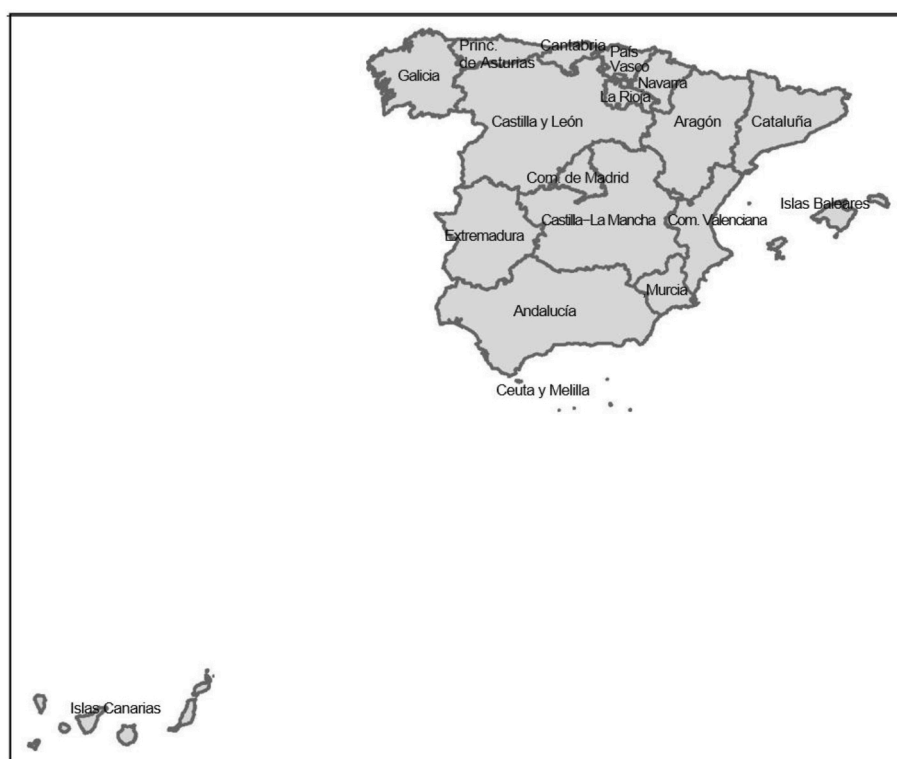 Princ.
de Asturias
Cantabria
País
Vasco
Navarra
Galicia
La Rioja
Castilla y León
Aragón
Cataluña
Com. de Madrid
Islas Baleares
Castilla–La Mancha
Com. Valenciana
Extremadura
Murcia
Andalucía
Ceuta y Melilla
Islas Canarias